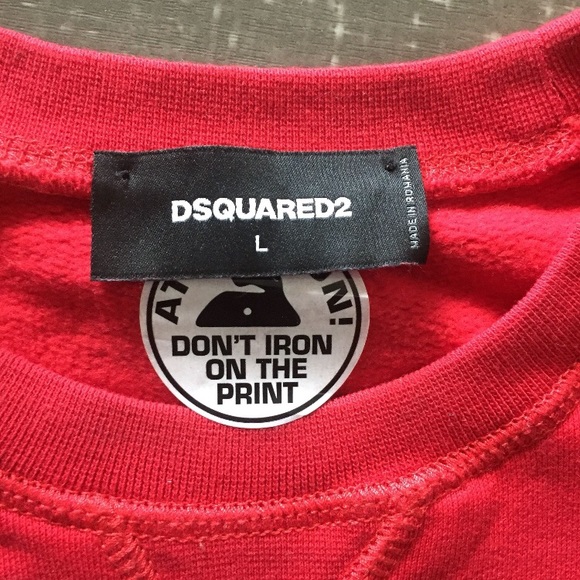 DSQUARED2
L
MADE IN ROMANIA
DON'T IRON
ON THE
PRINT